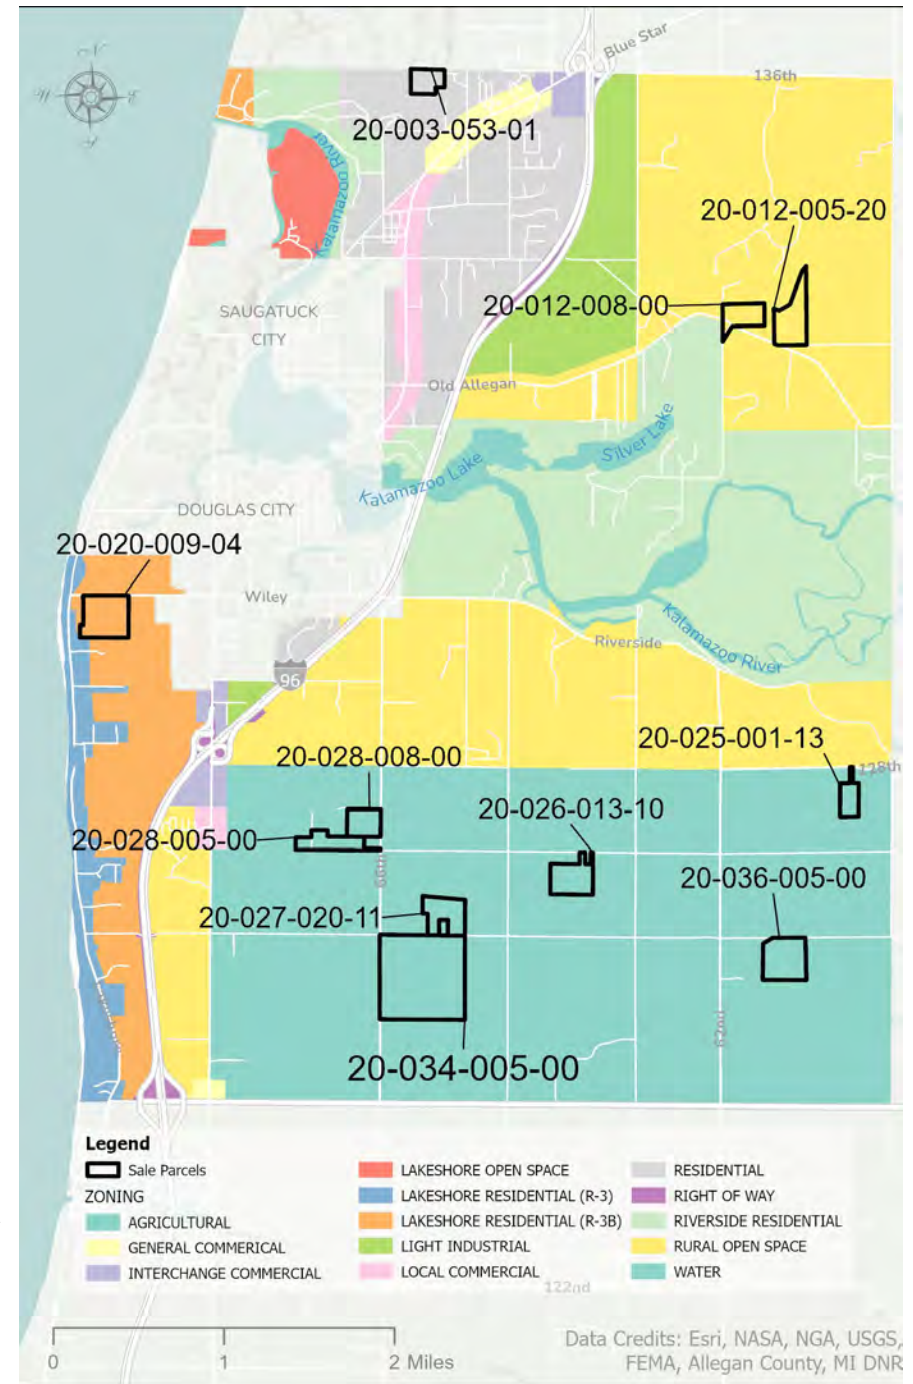 N
W
E
S
Blue Star
136th
20-003-053-01
Kalamazoo River
Kalamazoo River
20-012-005-20
20-012-008-00
SAUGATUCK
CITY
Old Allegan
Silver Lake
Kalamazoo Lake
DOUGLAS CITY
20-020-009-04
Wiley
Riverside
Kalamazoo River
96
20-025-001-13
20-028-008-00
128th
20-026-013-10
20-028-005-00
66th
20-036-005-00
20-027-020-11
62nd
20-034-005-00
Legend
Sale Parcels
ZONING
AGRICULTURAL
GENERAL COMMERICAL
INTERCHANGE COMMERCIAL
LAKESHORE OPEN SPACE
LAKESHORE RESIDENTIAL (R-3)
LAKESHORE RESIDENTIAL (R-3B)
LIGHT INDUSTRIAL
LOCAL COMMERCIAL
RESIDENTIAL
RIGHT OF WAY
RIVERSIDE RESIDENTIAL
RURAL OPEN SPACE
WATER
122nd
0 1 2 Miles
Data Credits: Esri, NASA, NGA, USGS,
FEMA, Allegan County, MI DNR